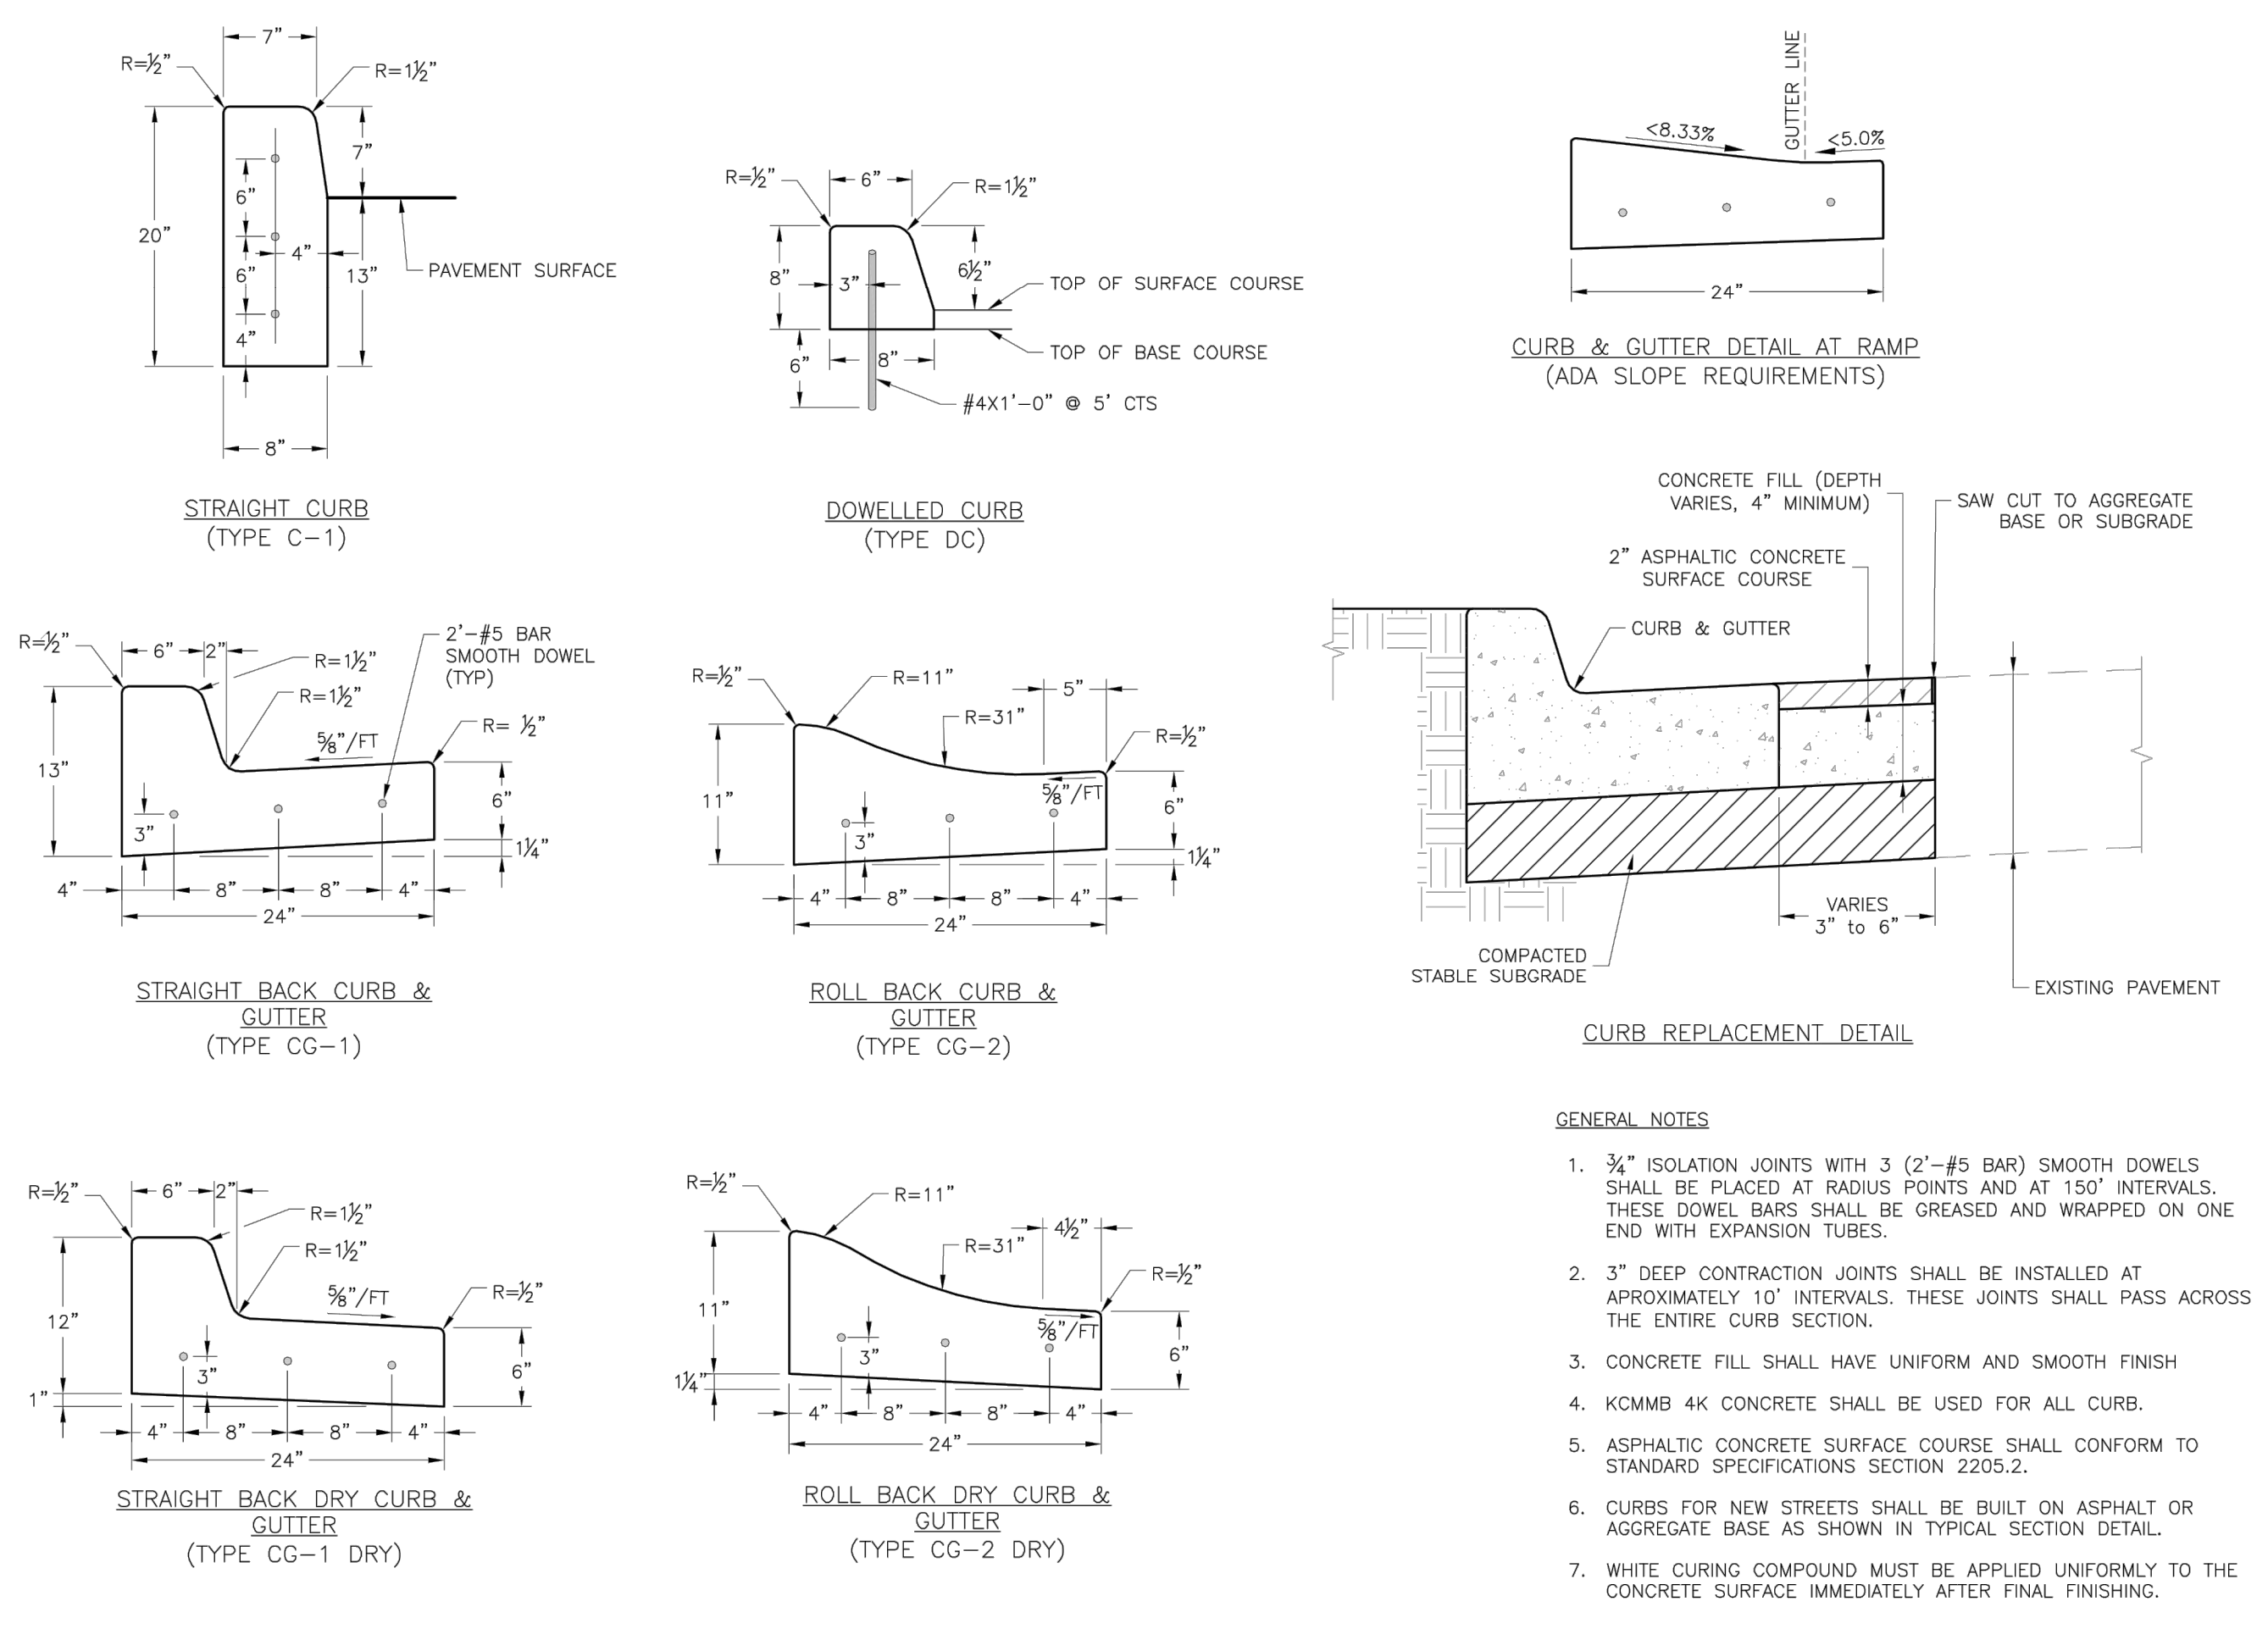 7”
R=½”
R=1½”
7”
6”
20”
4”
6”
13”
PAVEMENT SURFACE
4”
8”
STRAIGHT CURB
(TYPE C-1)
R=½”
6”
R=1½”
8”
3”
6½”
TOP OF SURFACE COURSE
6”
8”
TOP OF BASE COURSE
#4X1'-0” @ 5' CTS
DOWELLED CURB
(TYPE DC)
GUTTER LINE
<8.33%
<5.0%
24”
CURB & GUTTER DETAIL AT RAMP
(ADA SLOPE REQUIREMENTS)
R=½”
6”
2”
R=1½”
R=1½”
2'-#5 BAR
SMOOTH DOWEL
(TYP)
R= ½”
⅝”/FT
13”
3”
6”
1¼”
4”
8”
8”
4”
24”
STRAIGHT BACK CURB &
GUTTER
(TYPE CG-1)
R=½”
R=11”
5”
R=31”
R=½”
⅝”/FT
11”
3”
6”
1¼”
4”
8”
8”
4”
24”
ROLL BACK CURB &
GUTTER
(TYPE CG-2)
CONCRETE FILL (DEPTH
VARIES, 4” MINIMUM)
SAW CUT TO AGGREGATE
BASE OR SUBGRADE
2” ASPHALTIC CONCRETE
SURFACE COURSE
CURB & GUTTER
VARIES
3” to 6”
COMPACTED
STABLE SUBGRADE
EXISTING PAVEMENT
CURB REPLACEMENT DETAIL
R=½”
6”
2”
R=1½”
R=1½”
⅝”/FT
R=½”
12”
3”
6”
1”
4”
8”
8”
4”
24”
STRAIGHT BACK DRY CURB &
GUTTER
(TYPE CG-1 DRY)
R=½”
R=11”
4½”
R=31”
R=½”
⅝”/FT
11”
3”
6”
1¼”
4”
8”
8”
4”
24”
ROLL BACK DRY CURB &
GUTTER
(TYPE CG-2 DRY)
GENERAL NOTES
1. ¾” ISOLATION JOINTS WITH 3 (2'-#5 BAR) SMOOTH DOWELS
SHALL BE PLACED AT RADIUS POINTS AND AT 150' INTERVALS.
THESE DOWEL BARS SHALL BE GREASED AND WRAPPED ON ONE
END WITH EXPANSION TUBES.
2. 3” DEEP CONTRACTION JOINTS SHALL BE INSTALLED AT
APROXIMATELY 10' INTERVALS. THESE JOINTS SHALL PASS ACROSS
THE ENTIRE CURB SECTION.
3. CONCRETE FILL SHALL HAVE UNIFORM AND SMOOTH FINISH
4. KCMMB 4K CONCRETE SHALL BE USED FOR ALL CURB.
5. ASPHALTIC CONCRETE SURFACE COURSE SHALL CONFORM TO
STANDARD SPECIFICATIONS SECTION 2205.2.
6. CURBS FOR NEW STREETS SHALL BE BUILT ON ASPHALT OR
AGGREGATE BASE AS SHOWN IN TYPICAL SECTION DETAIL.
7. WHITE CURING COMPOUND MUST BE APPLIED UNIFORMLY TO THE
CONCRETE SURFACE IMMEDIATELY AFTER FINAL FINISHING.